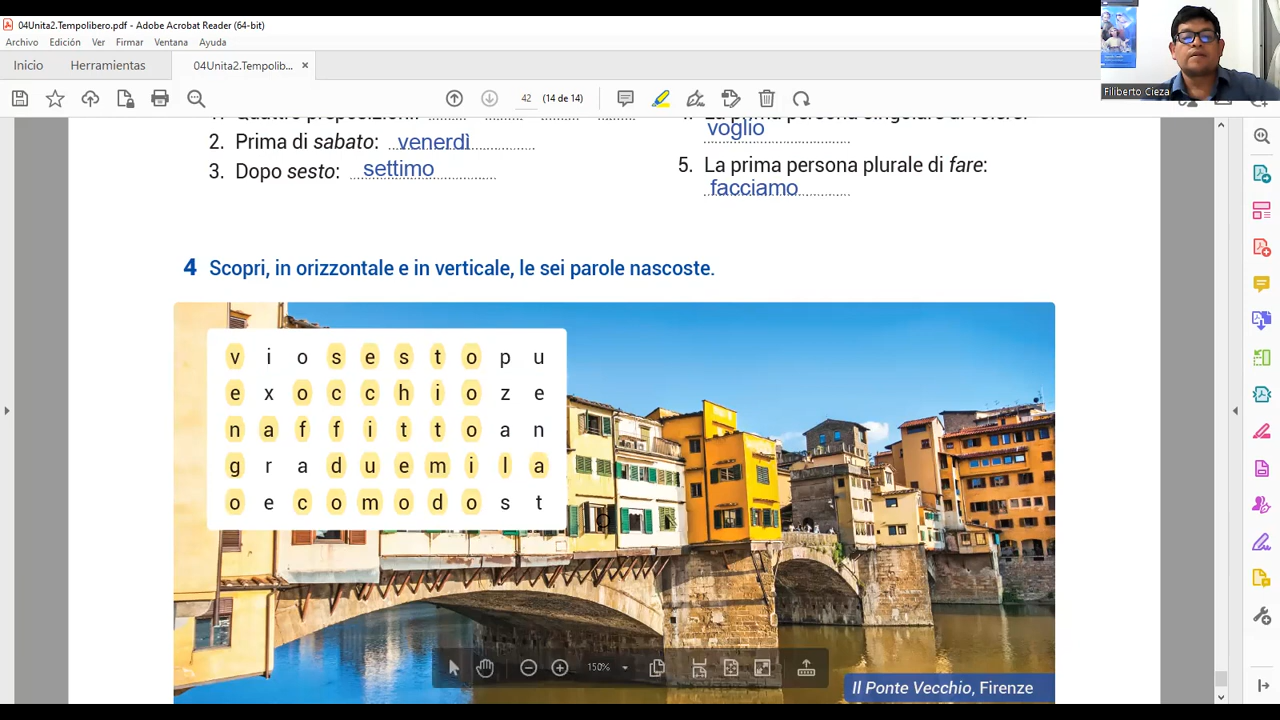 04Unita2.Tempolibero.pdf - Adobe Acrobat Reader (64-bit)
Archivo Edición Ver Firmar Ventana Ayuda
Inicio Herramientas 04Unita2.Tempolib... ×
42 (14 de 14)
Filiberto Cieza
2. Prima di sabato: venerdì
3. Dopo sesto: settimo
voglio
5. La prima persona plurale di fare:
facciamo
4 Scopri, in orizzontale e in verticale, le sei parole nascoste.
v i o s e s t o p u
e x o c c h i o z e
n a f f i t t o a n
g r a d u e m i l a
o e c o m o d o s t
150%
Il Ponte Vecchio, Firenze